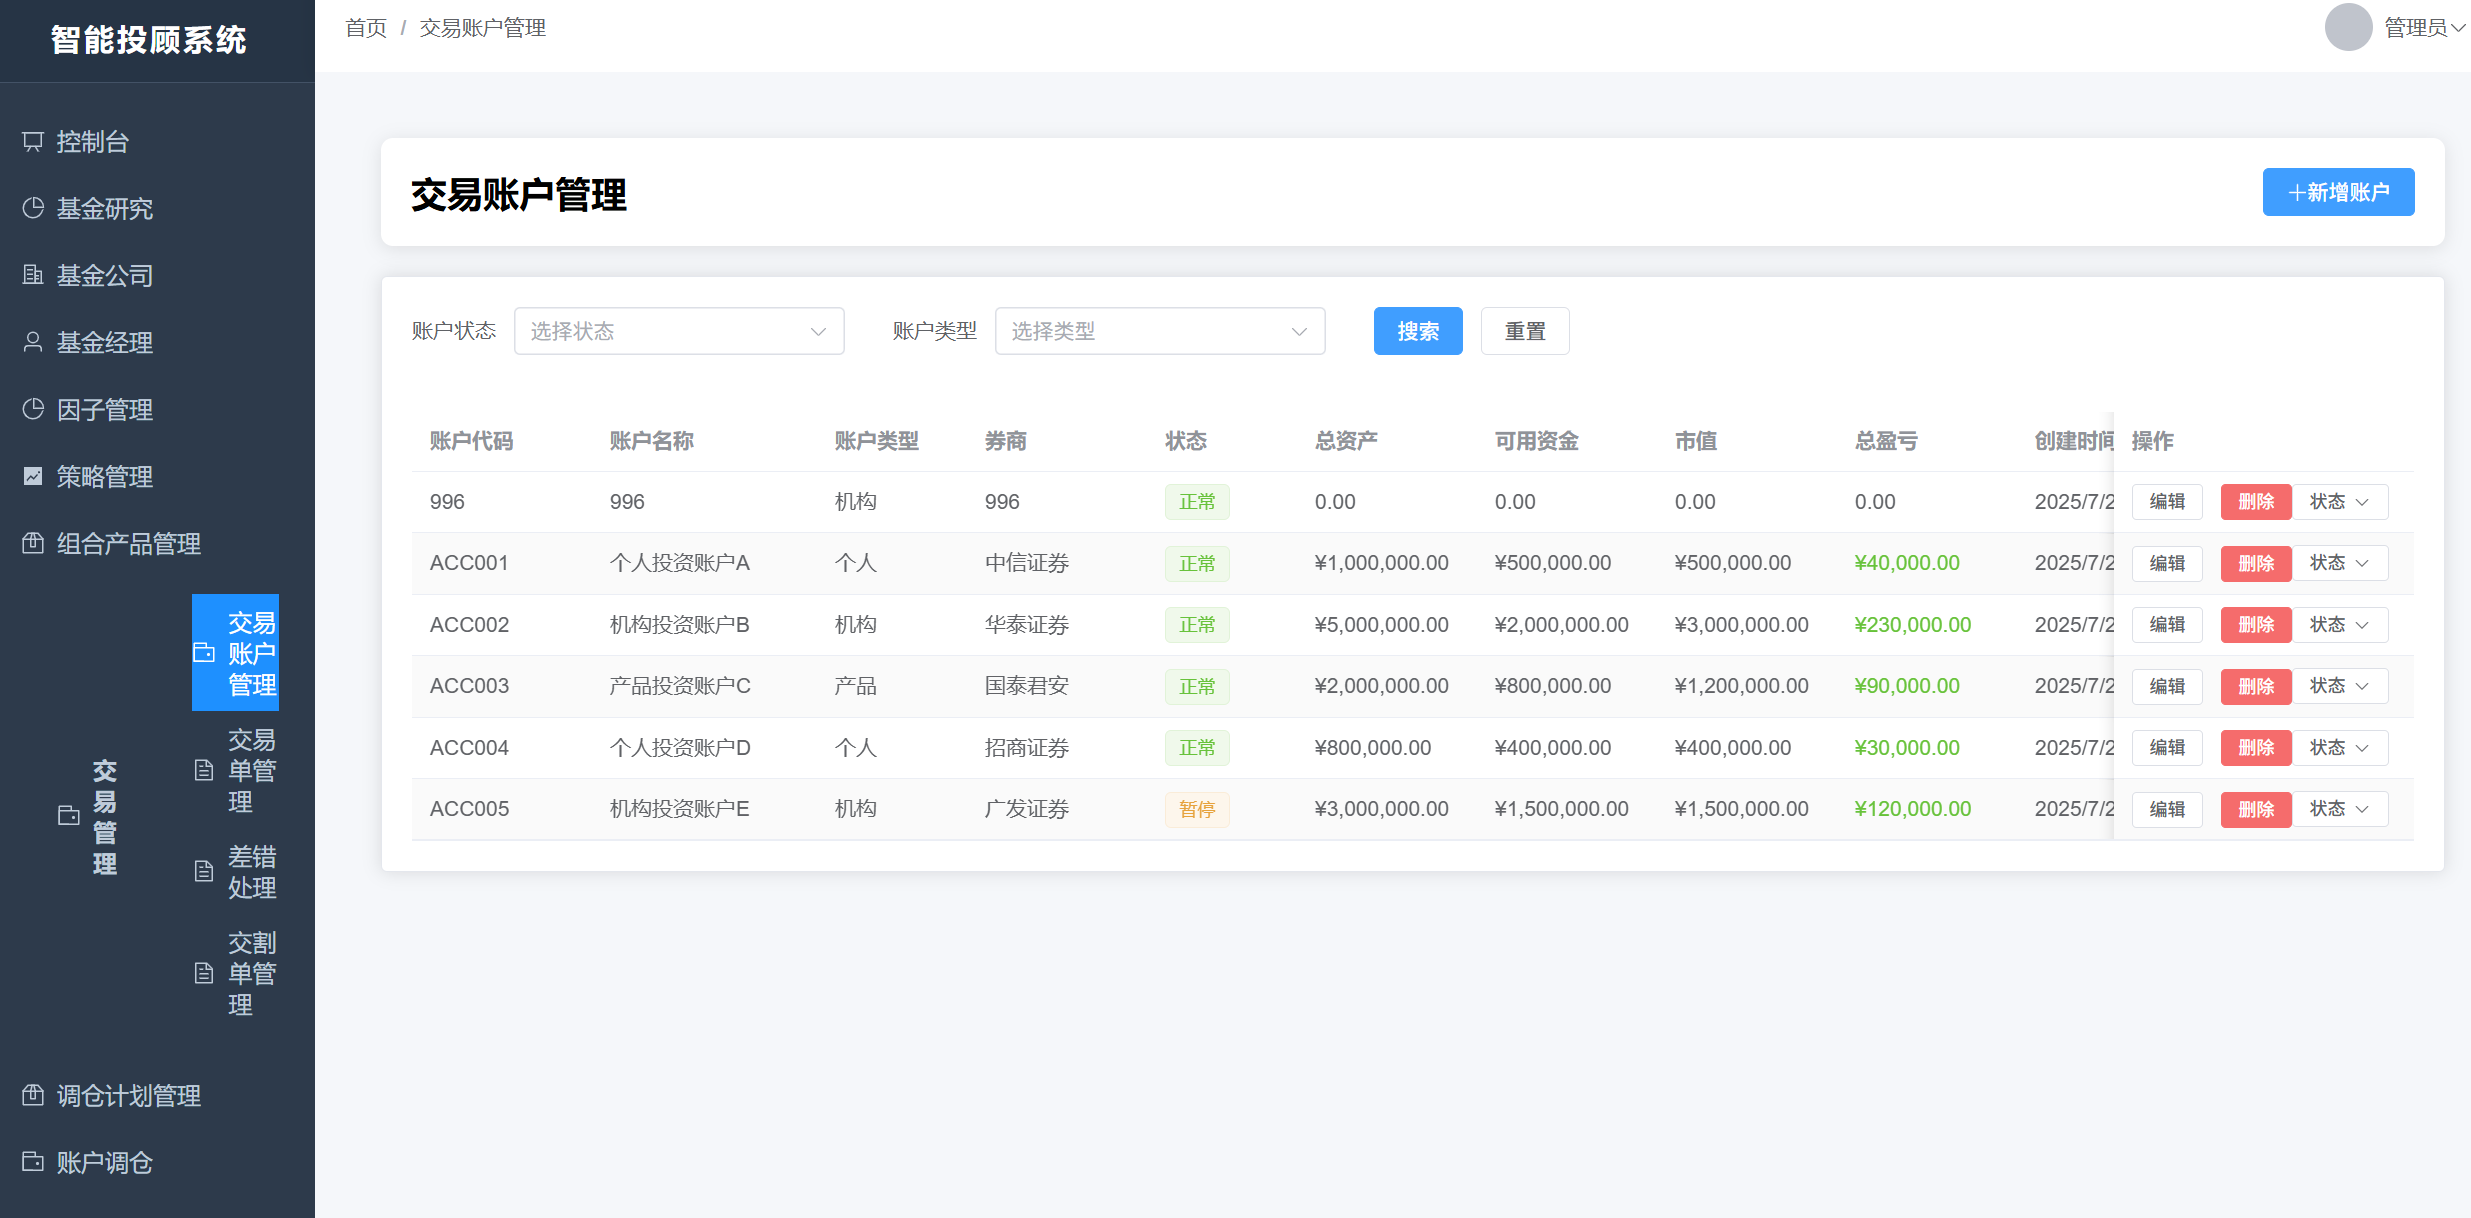 智能投顾系统
首页 / 交易账户管理
管理员
控制台
基金研究
基金公司
基金经理
因子管理
策略管理
组合产品管理
交易管理
交易
账户
管理
交易
单管
理
差错
处理
交割
单管
理
调仓计划管理
账户调仓
交易账户管理
+新增账户
账户状态 选择状态 账户类型 选择类型 搜索 重置
账户代码 账户名称 账户类型 券商 状态 总资产 可用资金 市值 总盈亏 创建时间 操作
996 996 机构 996 正常 0.00 0.00 0.00 0.00 2025/7/2 编辑 删除 状态
ACC001 个人投资账户A 个人 中信证券 正常 ¥1,000,000.00 ¥500,000.00 ¥500,000.00 ¥40,000.00 2025/7/2 编辑 删除 状态
ACC002 机构投资账户B 机构 华泰证券 正常 ¥5,000,000.00 ¥2,000,000.00 ¥3,000,000.00 ¥230,000.00 2025/7/2 编辑 删除 状态
ACC003 产品投资账户C 产品 国泰君安 正常 ¥2,000,000.00 ¥800,000.00 ¥1,200,000.00 ¥90,000.00 2025/7/2 编辑 删除 状态
ACC004 个人投资账户D 个人 招商证券 正常 ¥800,000.00 ¥400,000.00 ¥400,000.00 ¥30,000.00 2025/7/2 编辑 删除 状态
ACC005 机构投资账户E 机构 广发证券 暂停 ¥3,000,000.00 ¥1,500,000.00 ¥1,500,000.00 ¥120,000.00 2025/7/2 编辑 删除 状态